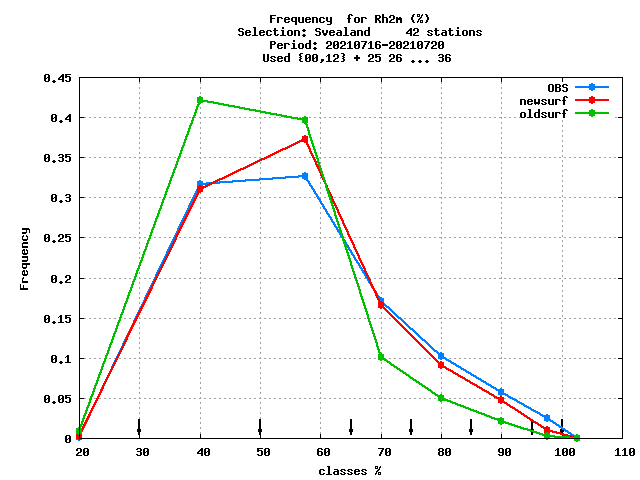 Frequency  for Rh2m (%)
Selection: Svealand     42 stations
Period: 20210716-20210720
Used {00,12} + 25 26 ... 36
OBS
newsurf
oldsurf
0.45
0.4
0.35
0.3
0.25
0.2
0.15
0.1
0.05
0
Frequency
20 30 40 50 60 70 80 90 100 110
classes %